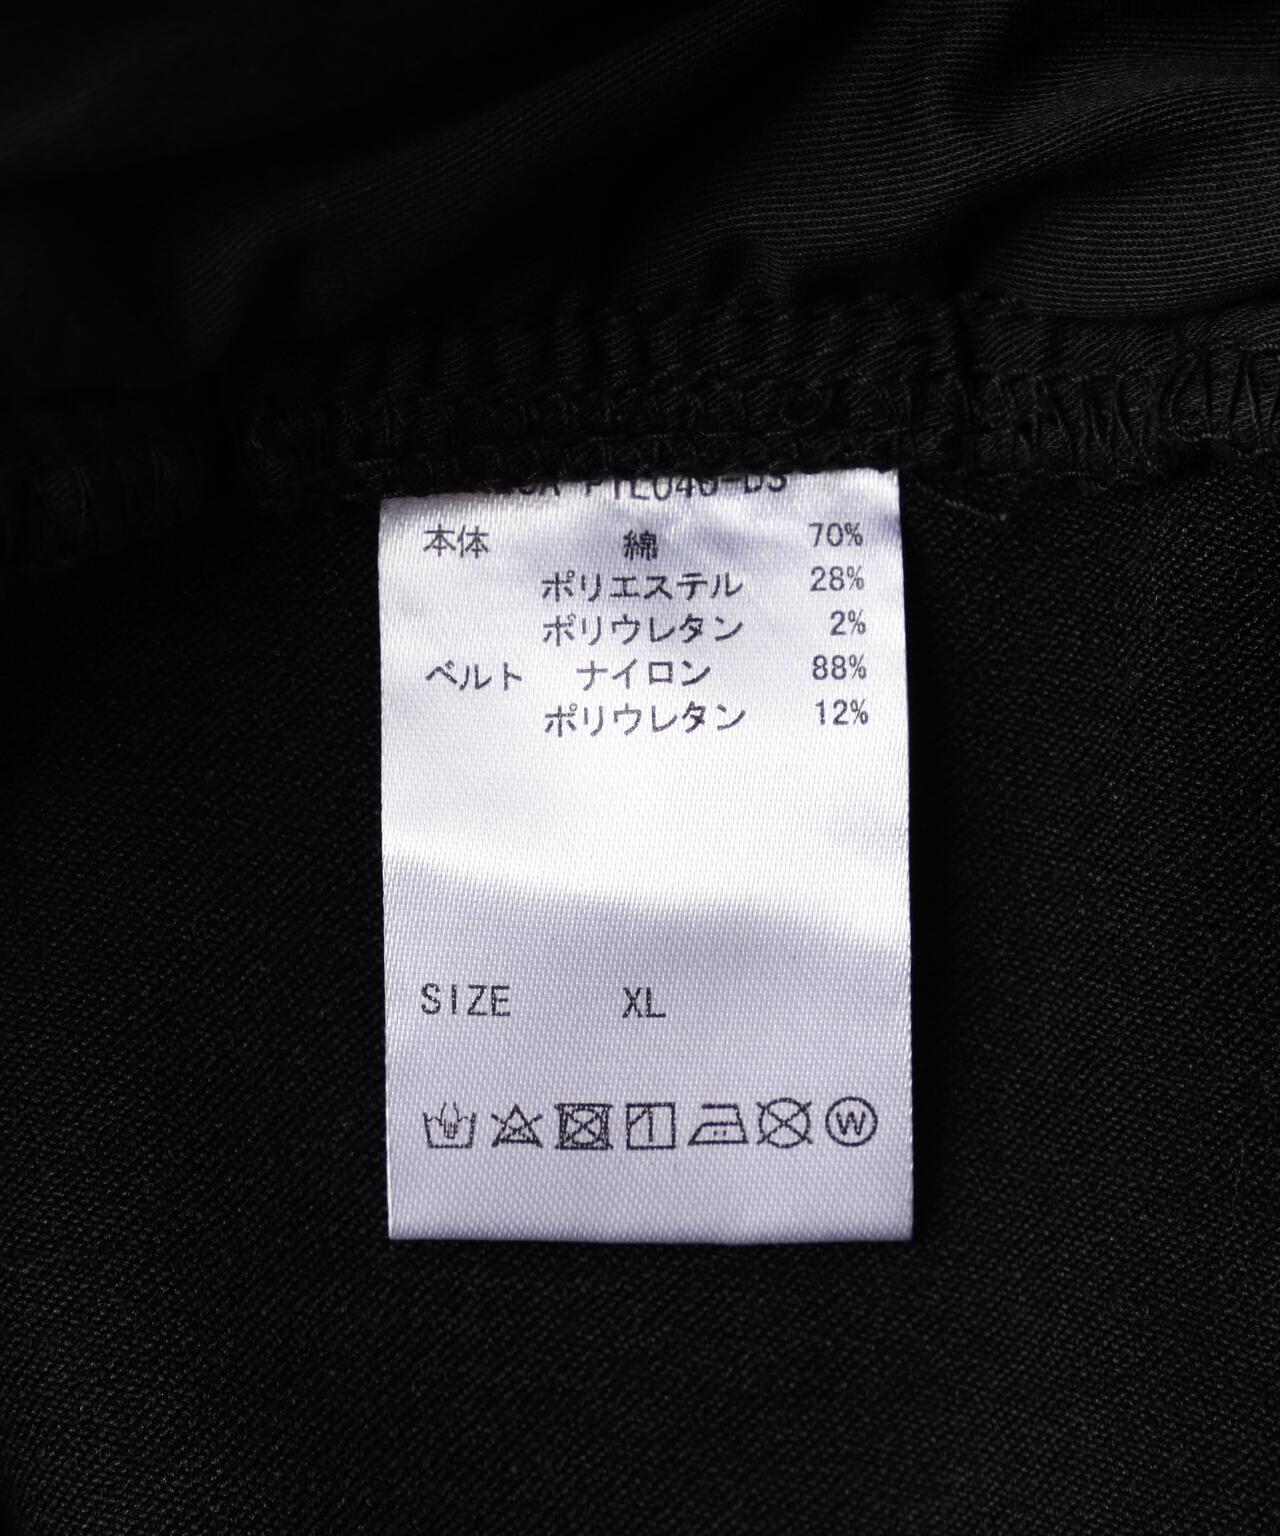 本体 綿 70%
ポリエステル 28%
ポリウレタン 2%
ベルト ナイロン 88%
ポリウレタン 12%
SIZE XL
W